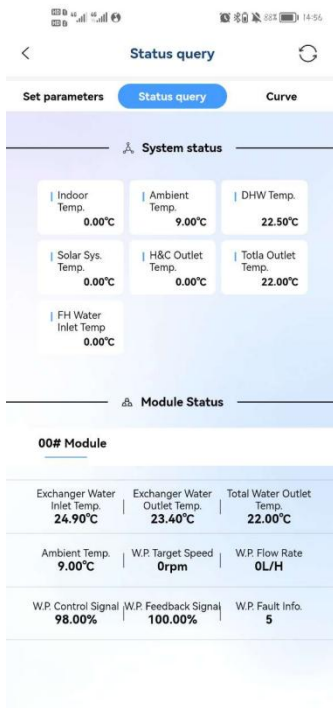 88% 14:56
Status query
Set parameters Status query Curve
System status
Indoor Temp.
0.00°C
Ambient Temp.
9.00°C
DHW Temp.
22.50°C
Solar Sys. Temp.
0.00°C
H&C Outlet Temp.
0.00°C
Totla Outlet Temp.
22.00°C
FH Water Inlet Temp
0.00°C
Module Status
00# Module
Exchanger Water Inlet Temp.
24.90°C
Exchanger Water Outlet Temp.
23.40°C
Total Water Outlet Temp.
22.00°C
Ambient Temp.
9.00°C
W.P. Target Speed
0rpm
W.P. Flow Rate
0L/H
W.P. Control Signal
98.00%
W.P. Feedback Signal
100.00%
W.P. Fault Info.
5